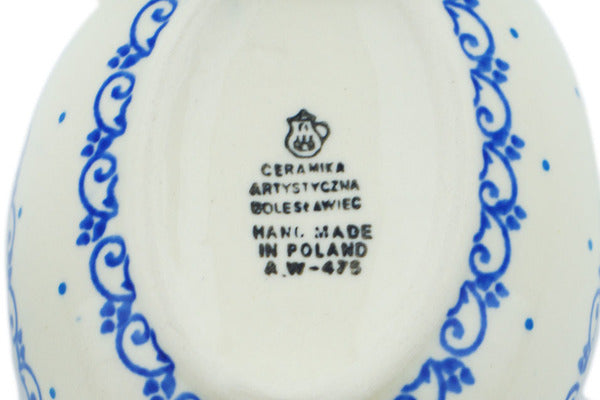 CERAMIKA
ARTYSTYCZNA
BOLESŁAWIEC
HAND MADE
IN POLAND
A.W-475